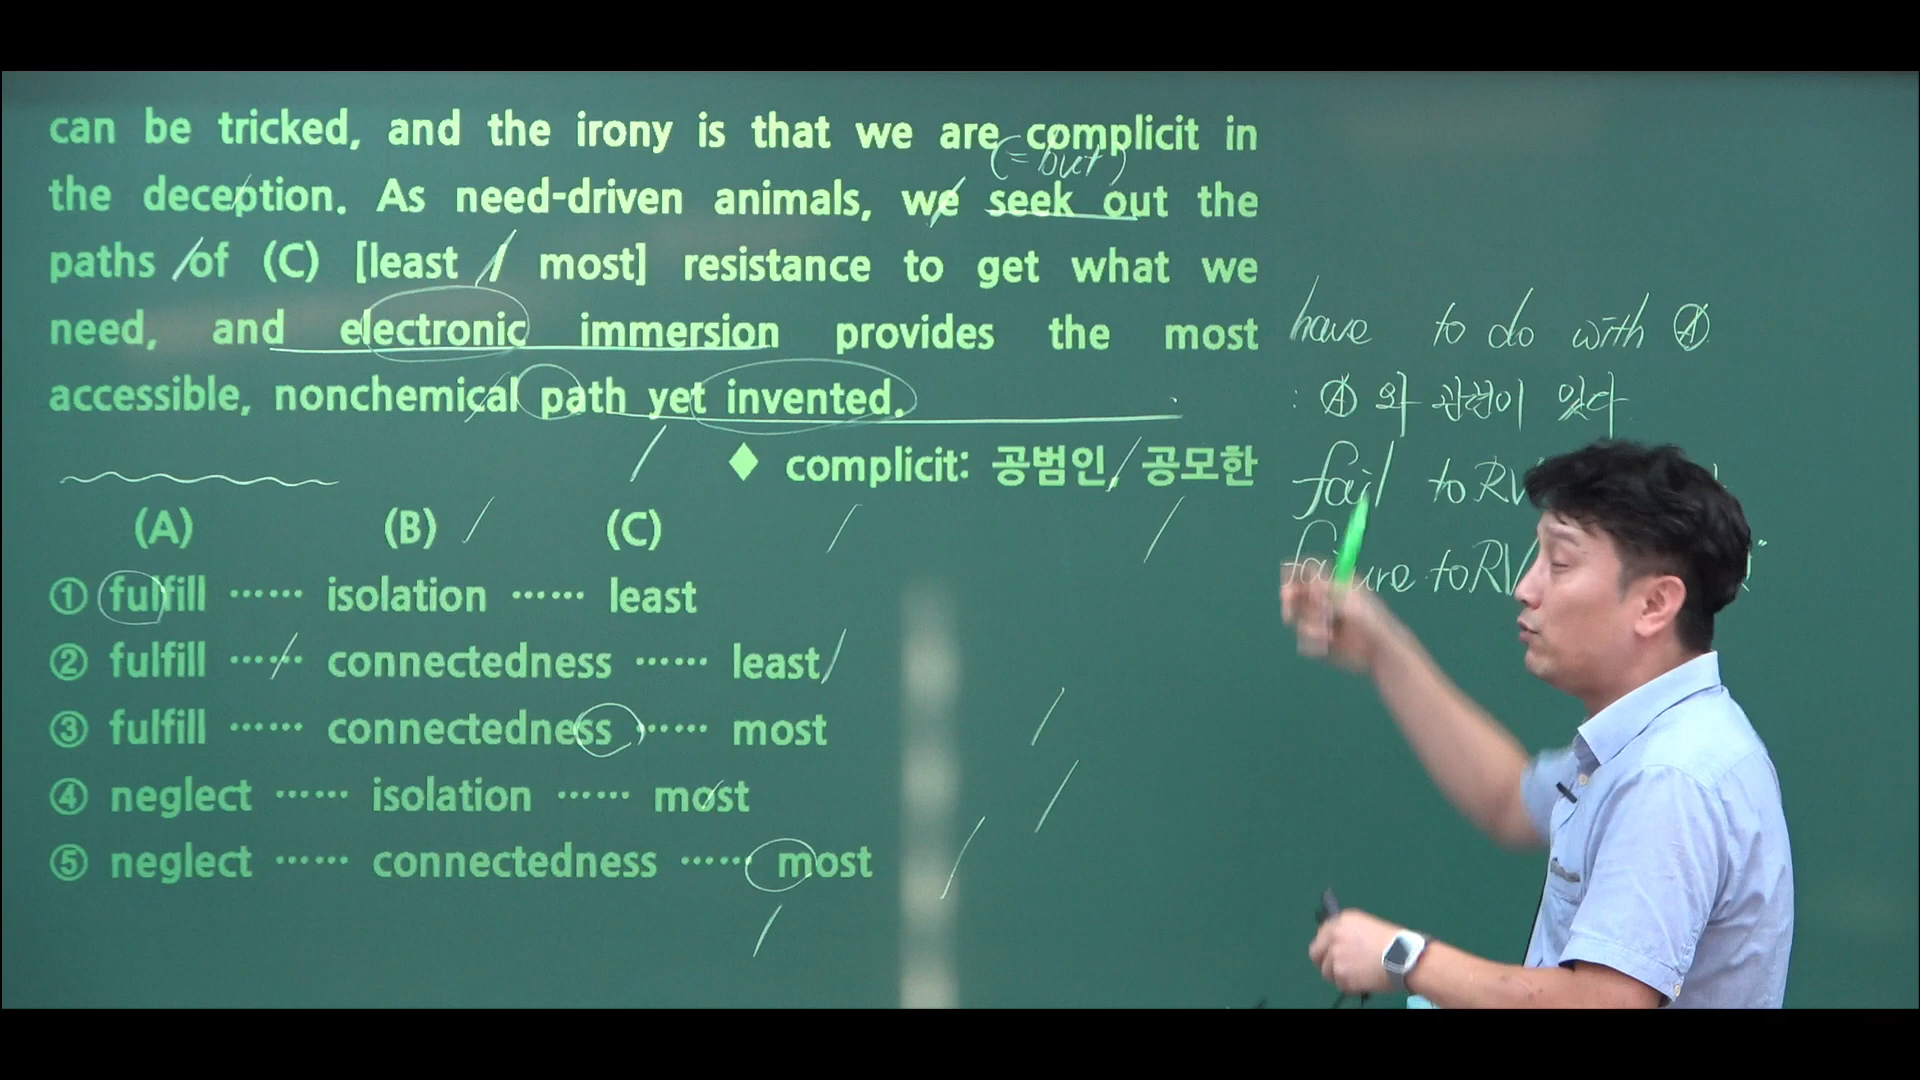 can be tricked, and the irony is that we are complicit in
(= but)
the deception. As need-driven animals, we seek out the
paths of (C) [least / most] resistance to get what we
need, and electronic immersion provides the most
accessible, nonchemical path yet invented.
◆ complicit: 공범인, 공모한
(A) (B) (C)
① fulfill …… isolation …… least
② fulfill …… connectedness …… least
③ fulfill …… connectedness …… most
④ neglect …… isolation …… most
⑤ neglect …… connectedness …… most
have to do with Ⓐ
: Ⓐ 와 관련이 있다
fail to RV
failure to RV